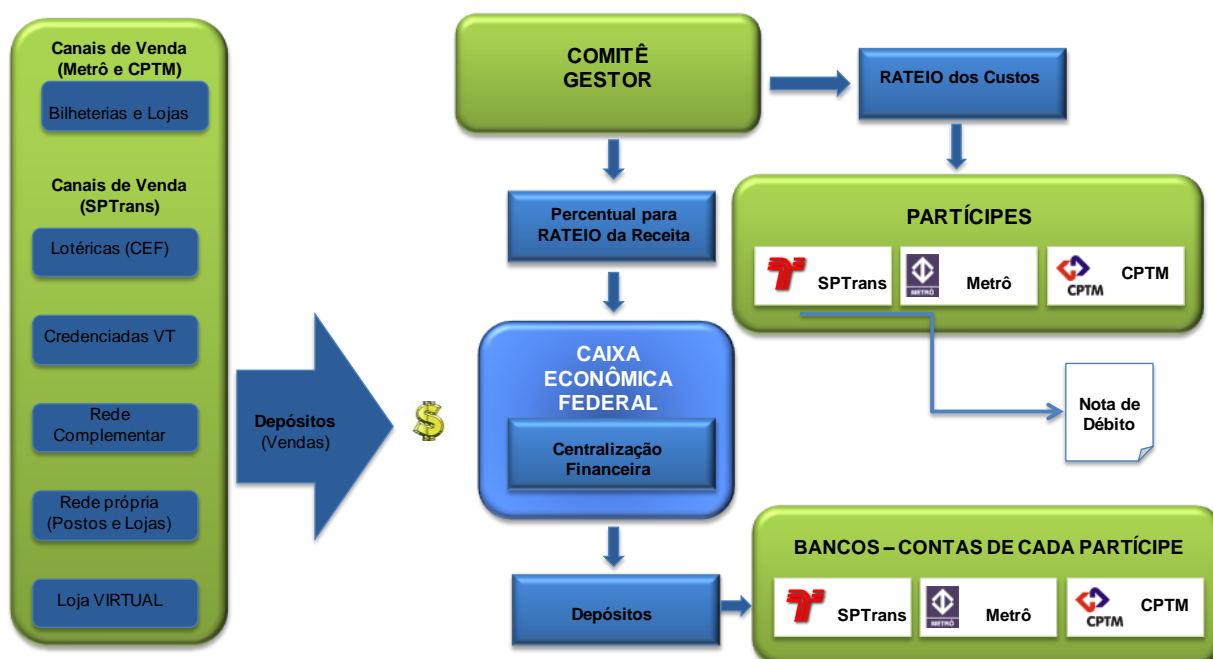 Canais de Venda
(Metrô e CPTM)
Bilheterias e Lojas
Canais de Venda
(SPTrans)
Lotéricas (CEF)
Credenciadas VT
Rede
Complementar
Rede própria
(Postos e Lojas)
Loja VIRTUAL
Depósitos
(Vendas)
$
COMITÊ
GESTOR
RATEIO dos Custos
Percentual para
RATEIO da Receita
PARTÍCIPES
SPTrans
METRÔ
Metrô
CPTM
CPTM
CAIXA
ECONÔMICA
FEDERAL
Centralização
Financeira
Nota de
Débito
Depósitos
BANCOS – CONTAS DE CADA PARTÍCIPE
SPTrans
METRÔ
Metrô
CPTM
CPTM